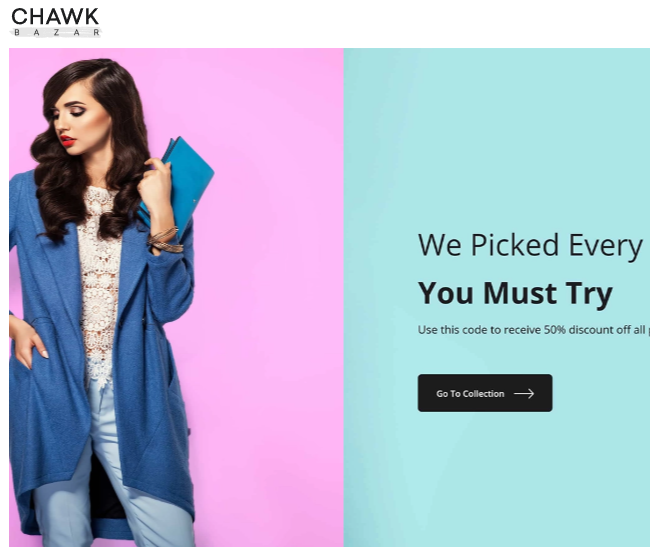 CHAWK
BAZAR
We Picked Every
You Must Try
Use this code to receive 50% discount off all
Go To Collection